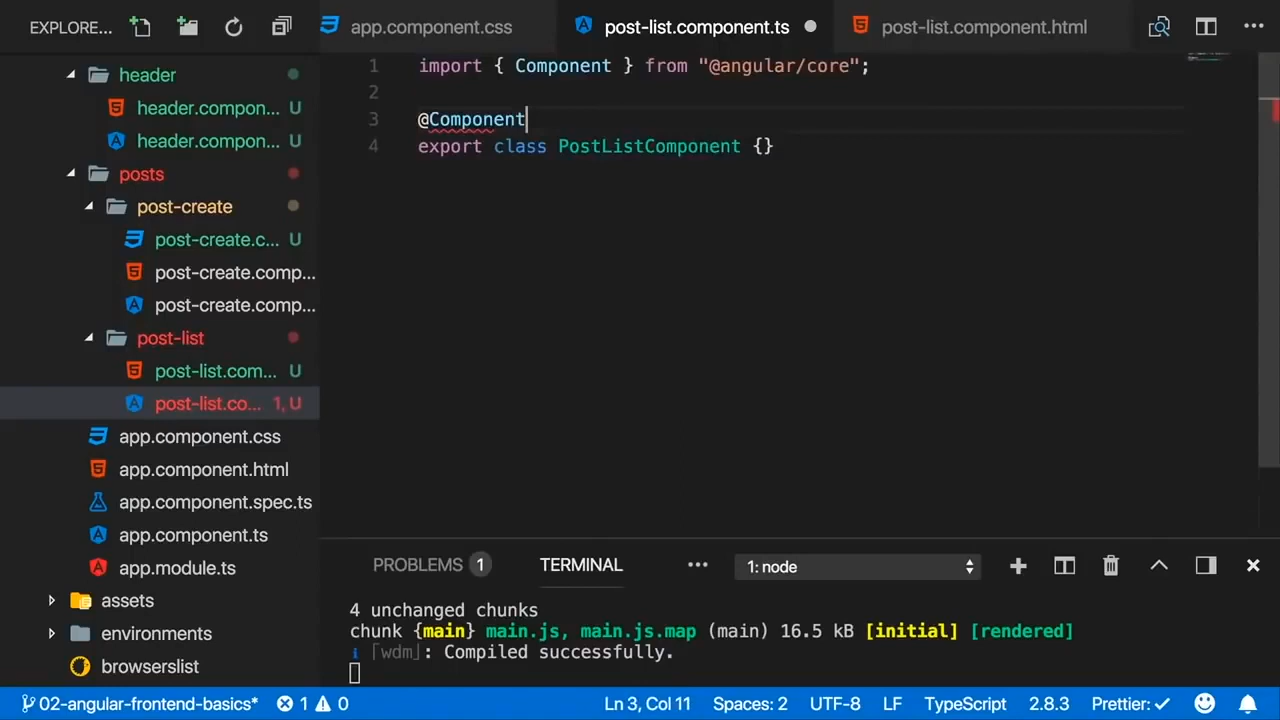 EXPLORE...
app.component.css
post-list.component.ts
post-list.component.html
header
header.compon... U
header.compon... U
posts
post-create
post-create.c... U
post-create.comp...
post-create.comp...
post-list
post-list.com... U
post-list.co... 1, U
app.component.css
app.component.html
app.component.spec.ts
app.component.ts
app.module.ts
assets
environments
browserslist
1 import { Component } from "@angular/core";
2
3 @Component
4 export class PostListComponent {}
PROBLEMS 1 TERMINAL ... 1: node
4 unchanged chunks
chunk {main} main.js, main.js.map (main) 16.5 kB [initial] [rendered]
i ｢wdm｣: Compiled successfully.
02-angular-frontend-basics* 1 0 Ln 3, Col 11 Spaces: 2 UTF-8 LF TypeScript 2.8.3 Prettier: ✓